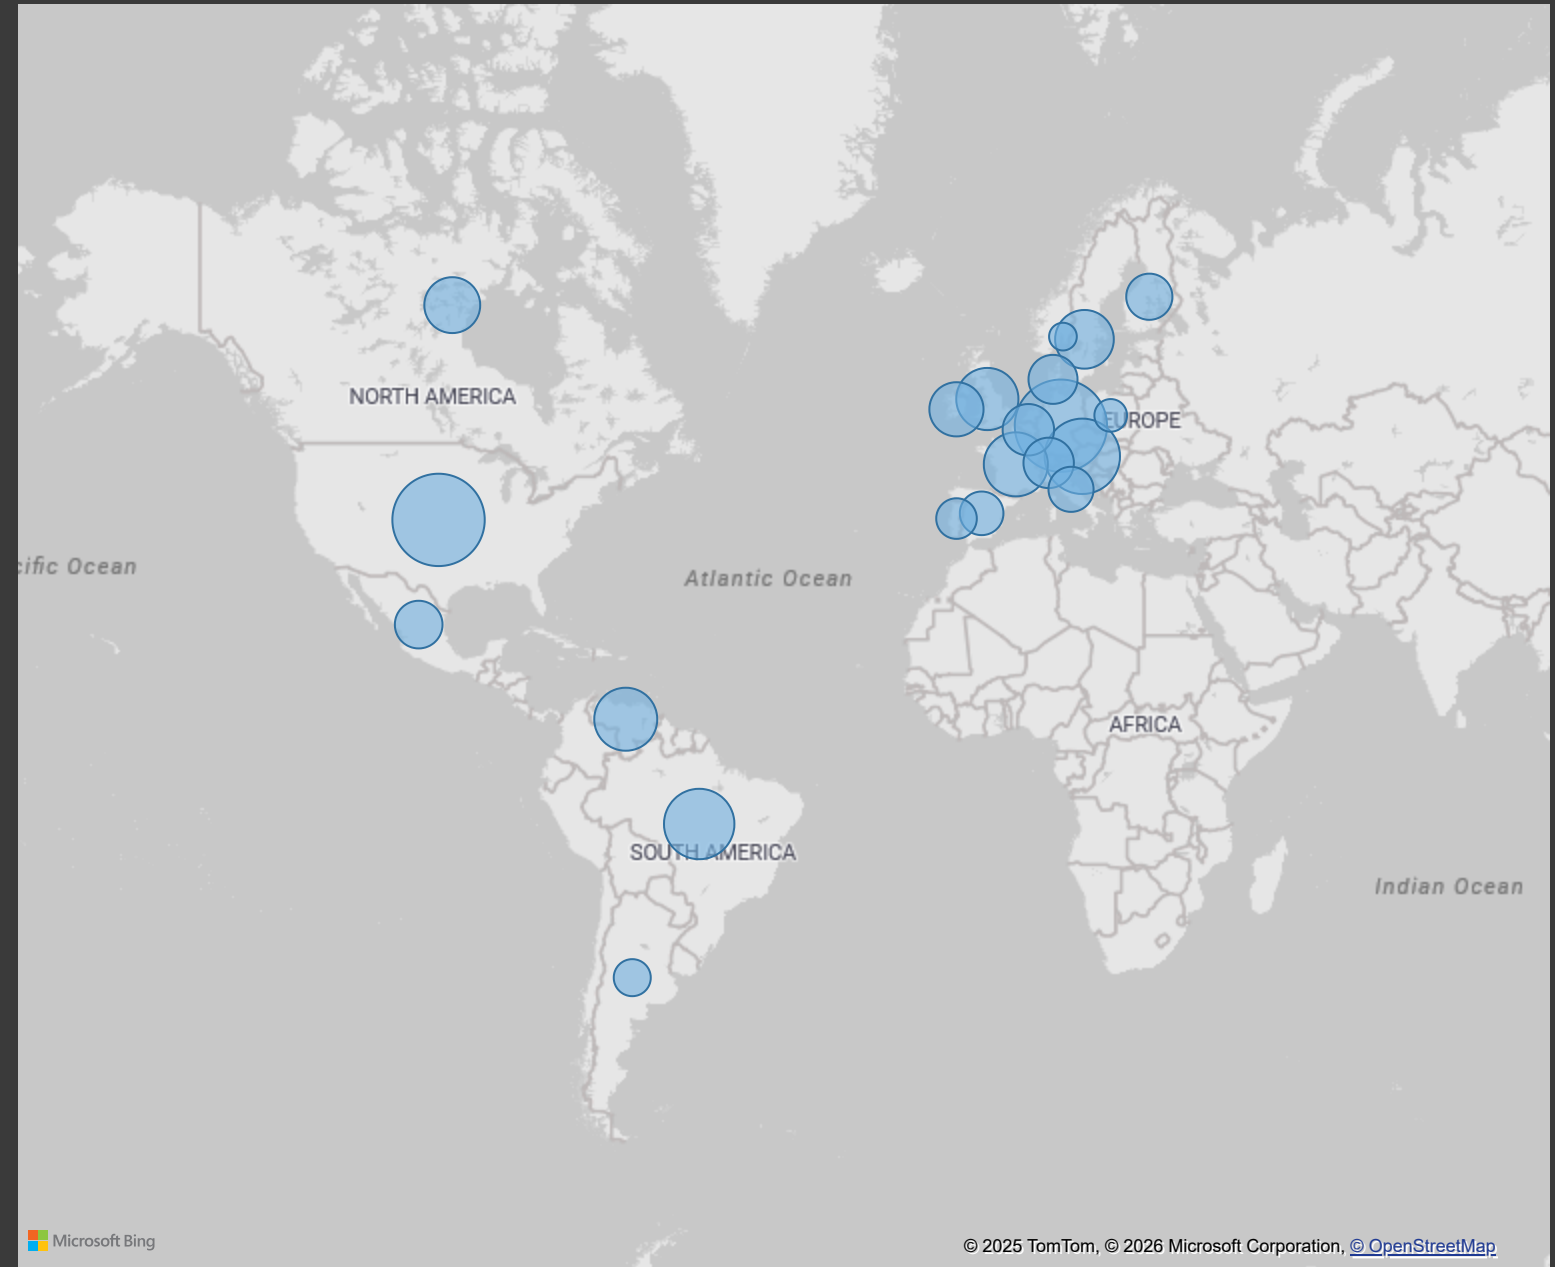 NORTH AMERICA
EUROPE
cific Ocean
Atlantic Ocean
AFRICA
SOUTH AMERICA
Indian Ocean
Microsoft Bing
© 2025 TomTom, © 2026 Microsoft Corporation, © OpenStreetMap